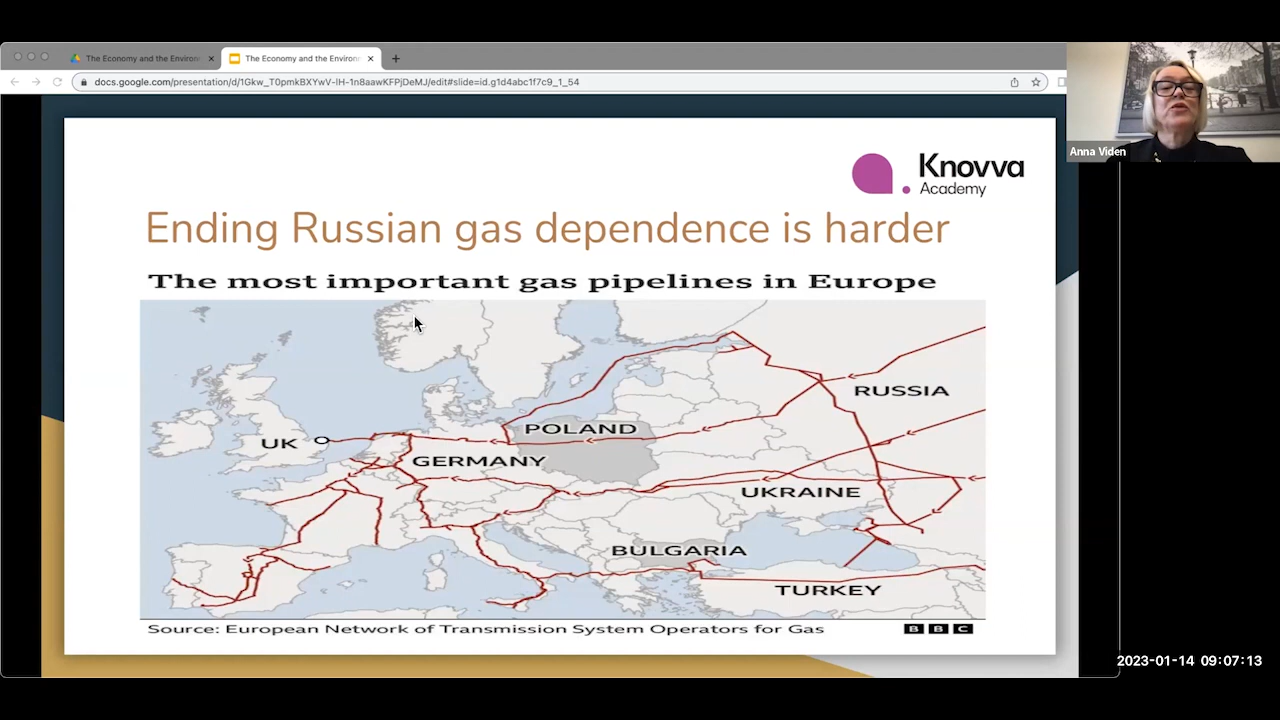 The Economy and the Environ
The Economy and the Environ
docs.google.com/presentation/d/1Gkw_T0pmkBXYwV-IH-1n8aawKFPjDeMJ/edit#slide=id.g1d4abc1f7c9_1_54
Anna Viden
Knovva
Academy
Ending Russian gas dependence is harder
The most important gas pipelines in Europe
RUSSIA
POLAND
UK
GERMANY
UKRAINE
BULGARIA
TURKEY
Source: European Network of Transmission System Operators for Gas
BBC
2023-01-14 09:07:13